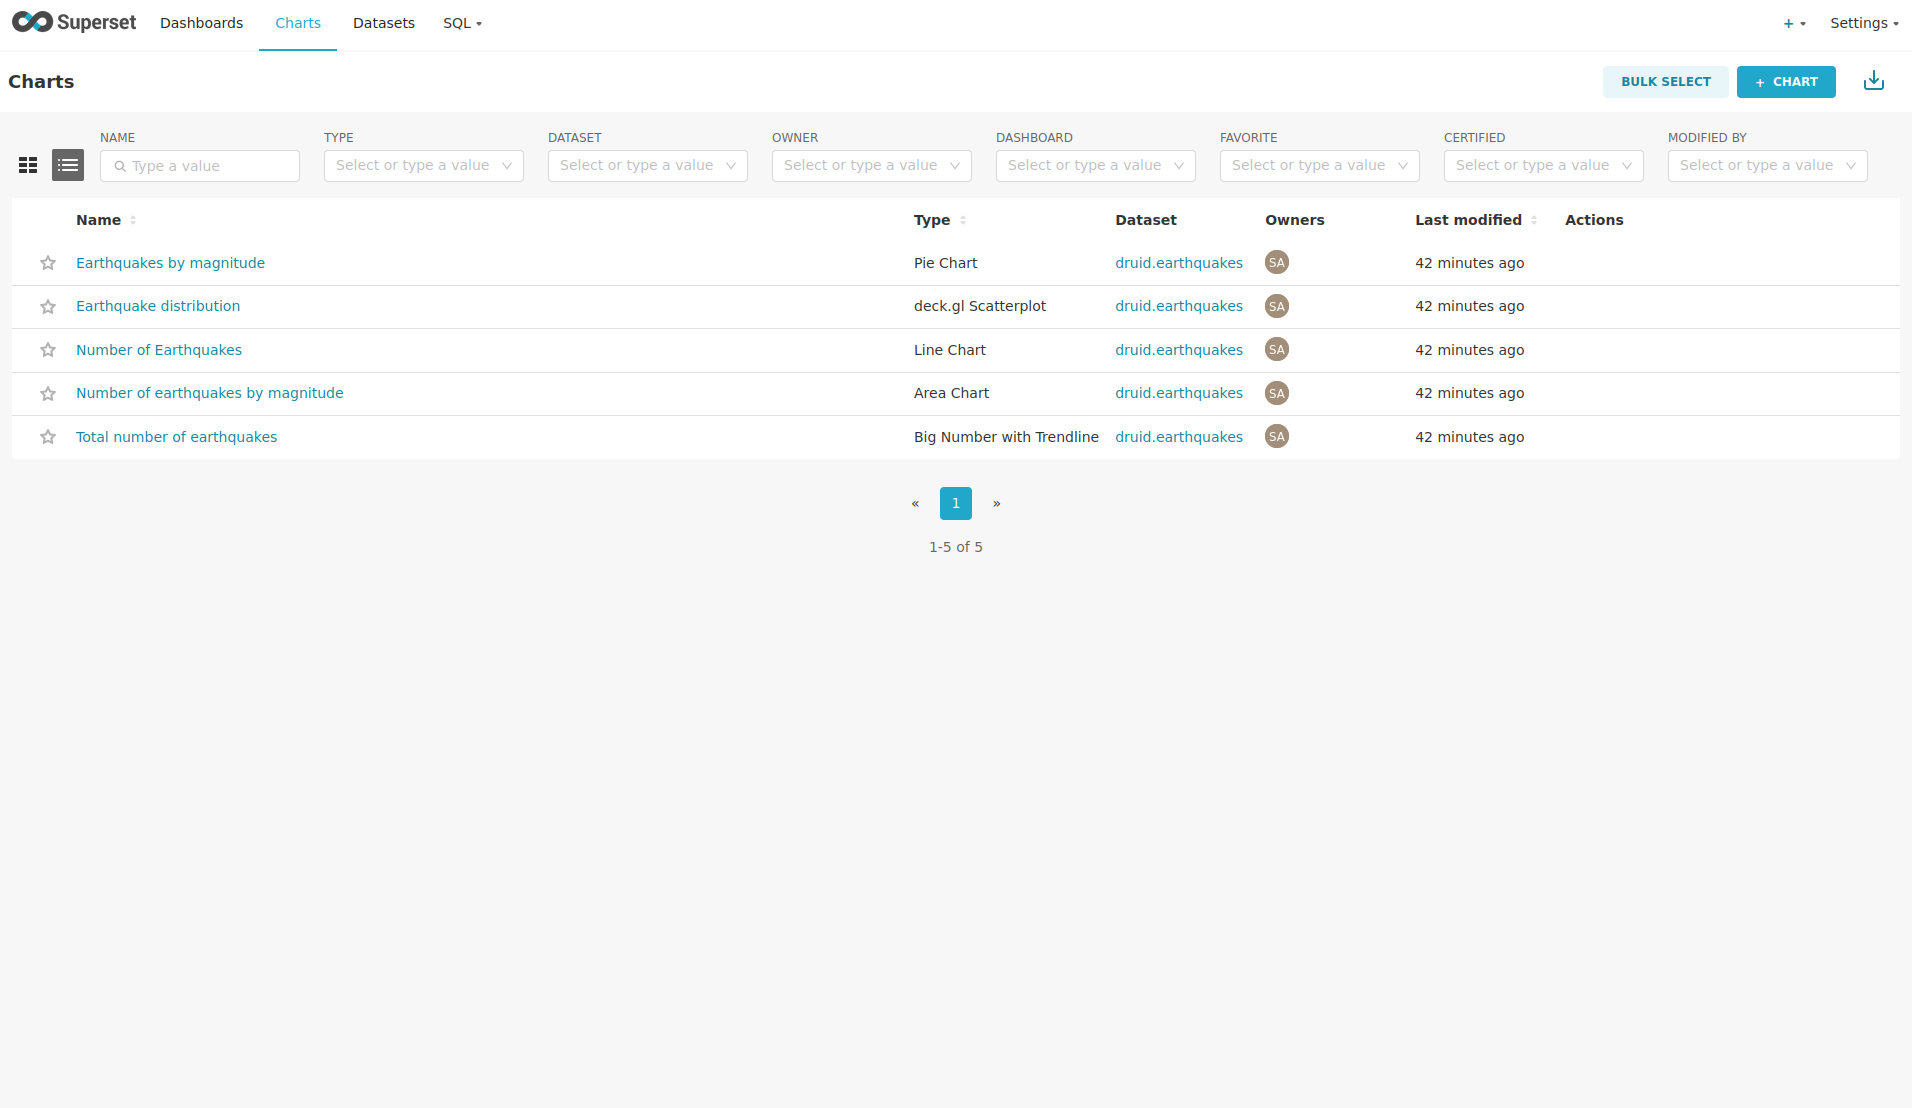 Superset Dashboards Charts Datasets SQL + Settings
Charts BULK SELECT + CHART
NAME TYPE DATASET OWNER DASHBOARD FAVORITE CERTIFIED MODIFIED BY
Type a value Select or type a value Select or type a value Select or type a value Select or type a value Select or type a value Select or type a value Select or type a value
Name Type Dataset Owners Last modified Actions
Earthquakes by magnitude Pie Chart druid.earthquakes SA 42 minutes ago
Earthquake distribution deck.gl Scatterplot druid.earthquakes SA 42 minutes ago
Number of Earthquakes Line Chart druid.earthquakes SA 42 minutes ago
Number of earthquakes by magnitude Area Chart druid.earthquakes SA 42 minutes ago
Total number of earthquakes Big Number with Trendline druid.earthquakes SA 42 minutes ago
« 1 »
1-5 of 5